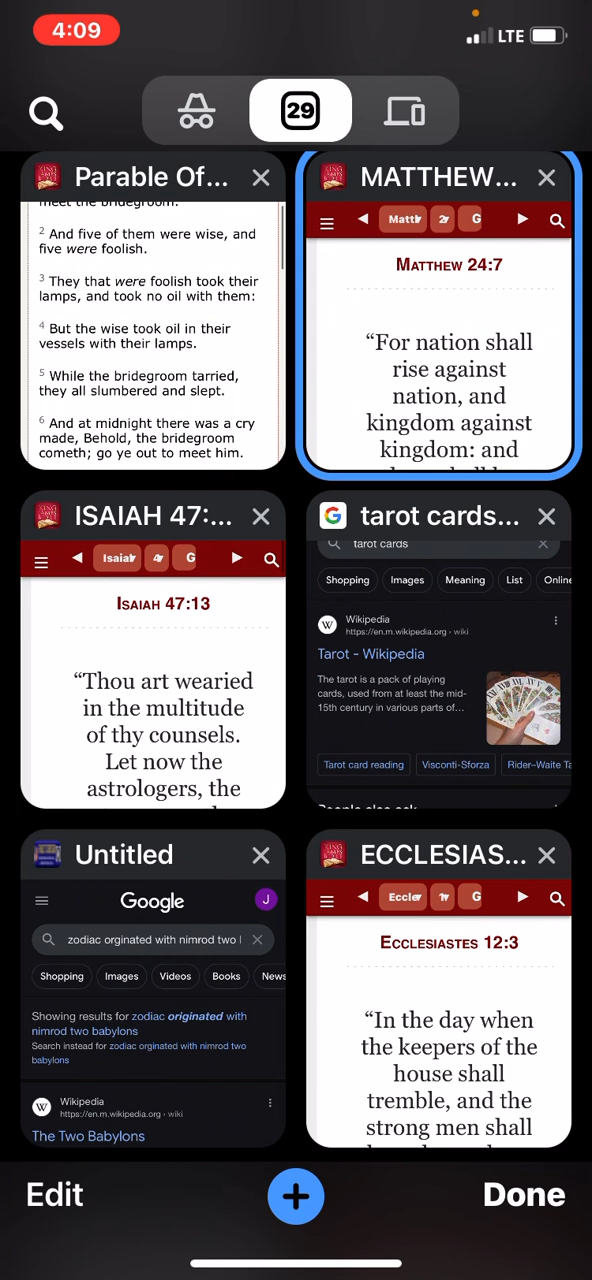 4:09
LTE
29
Parable Of...
meet the bridegroom:
2 And five of them were wise, and
five were foolish.
3 They that were foolish took their
lamps, and took no oil with them:
4 But the wise took oil in their
vessels with their lamps.
5 While the bridegroom tarried,
they all slumbered and slept.
6 And at midnight there was a cry
made, Behold, the bridegroom
cometh; go ye out to meet him.
MATTHEW...
G
MATTHEW 24:7
“For nation shall
rise against
nation, and
kingdom against
kingdom: and
ISAIAH 47:...
G
ISAIAH 47:13
“Thou art wearied
in the multitude
of thy counsels.
Let now the
astrologers, the
tarot cards...
tarot cards
Shopping Images Meaning List Online
Wikipedia
https://en.m.wikipedia.org › wiki
Tarot - Wikipedia
The tarot is a pack of playing
cards, used from at least the mid-
15th century in various parts of...
Tarot card reading Visconti-Sforza Rider–Waite Ta
People also ask
Untitled
Google
J
zodiac orginated with nimrod two
Shopping Images Videos Books News
Showing results for zodiac originated with
nimrod two babylons
Search instead for zodiac orginated with nimrod two
babylons
Wikipedia
https://en.m.wikipedia.org › wiki
The Two Babylons
ECCLESIAS...
G
ECCLESIASTES 12:3
“In the day when
the keepers of the
house shall
tremble, and the
strong men shall
Edit
Done